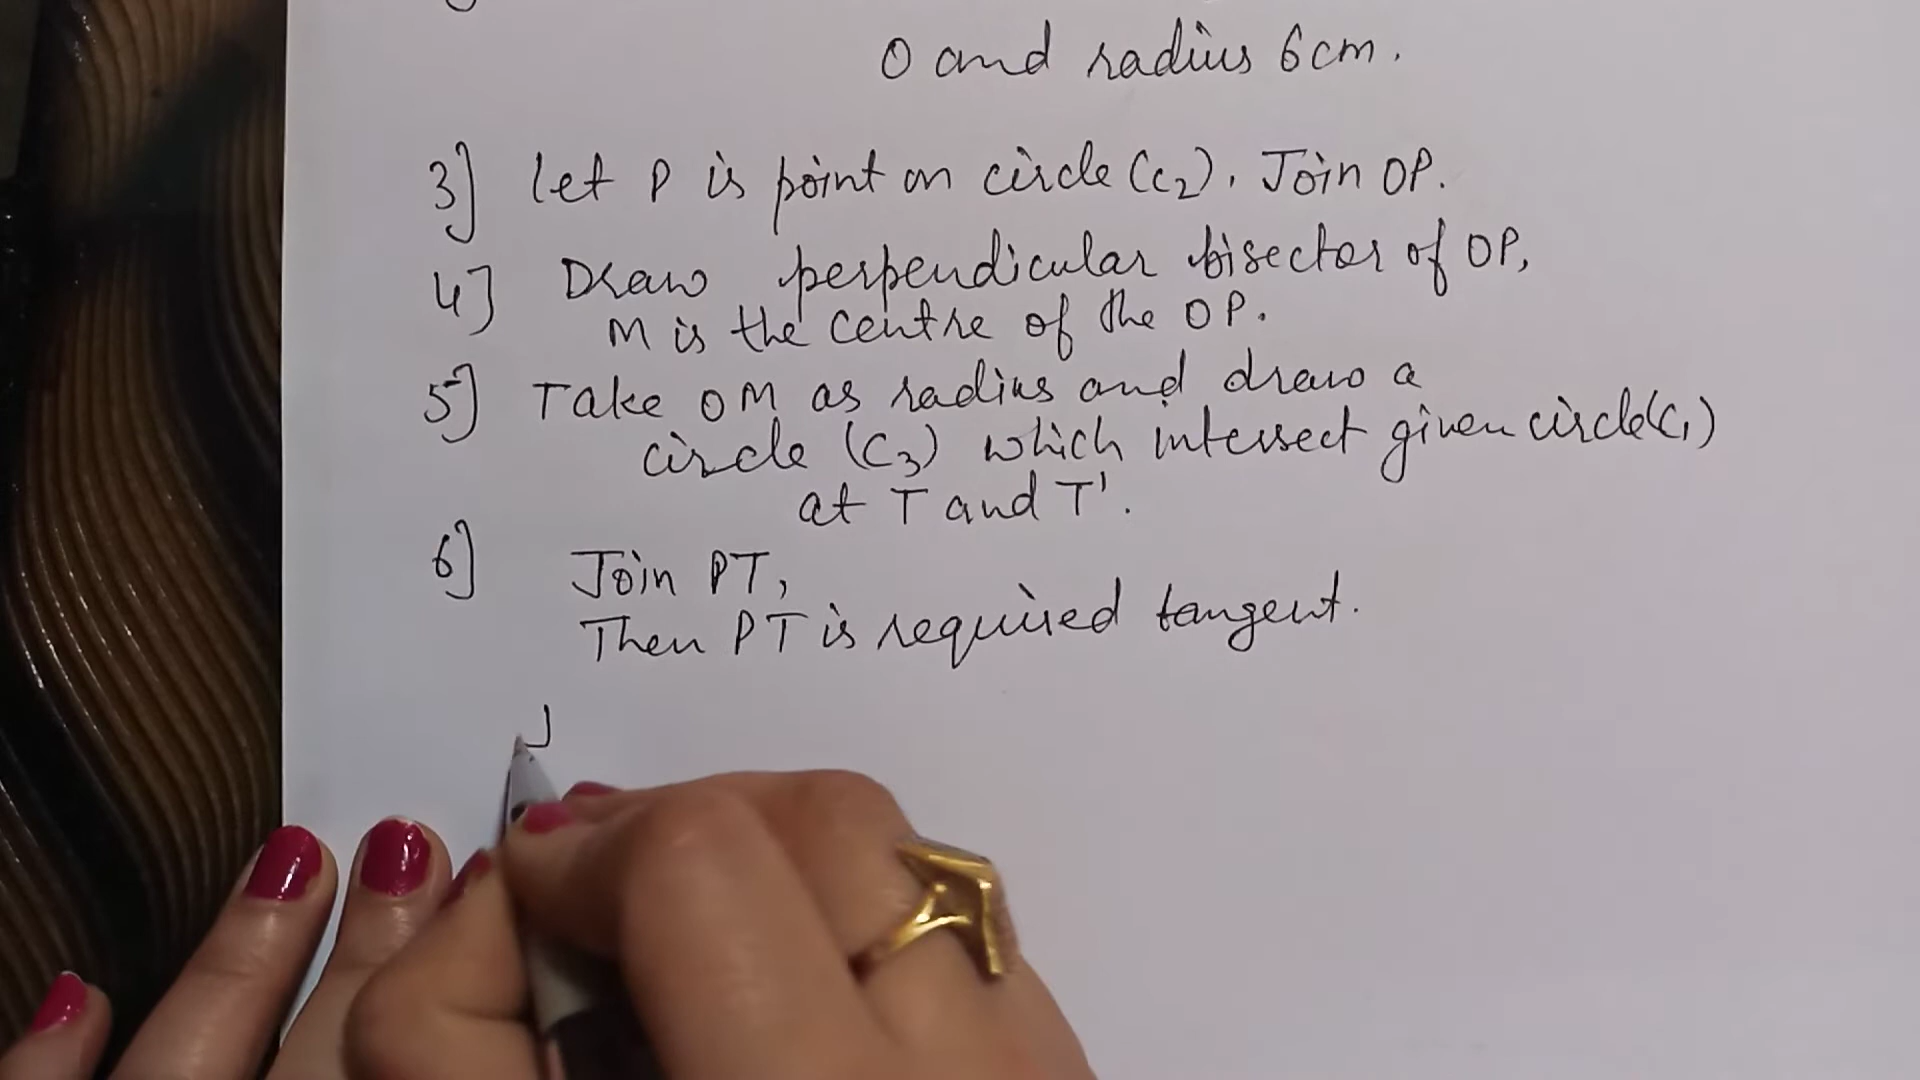 O and radius 6cm.
3] Let P is point on circle (C₂). Join OP.
4] Draw perpendicular bisector of OP,
M is the centre of the OP.
5] Take OM as radius and draw a
circle (C₃) which intersect given circle (C₁)
at T and T'.
6] Join PT,
Then PT is required tangent.
J